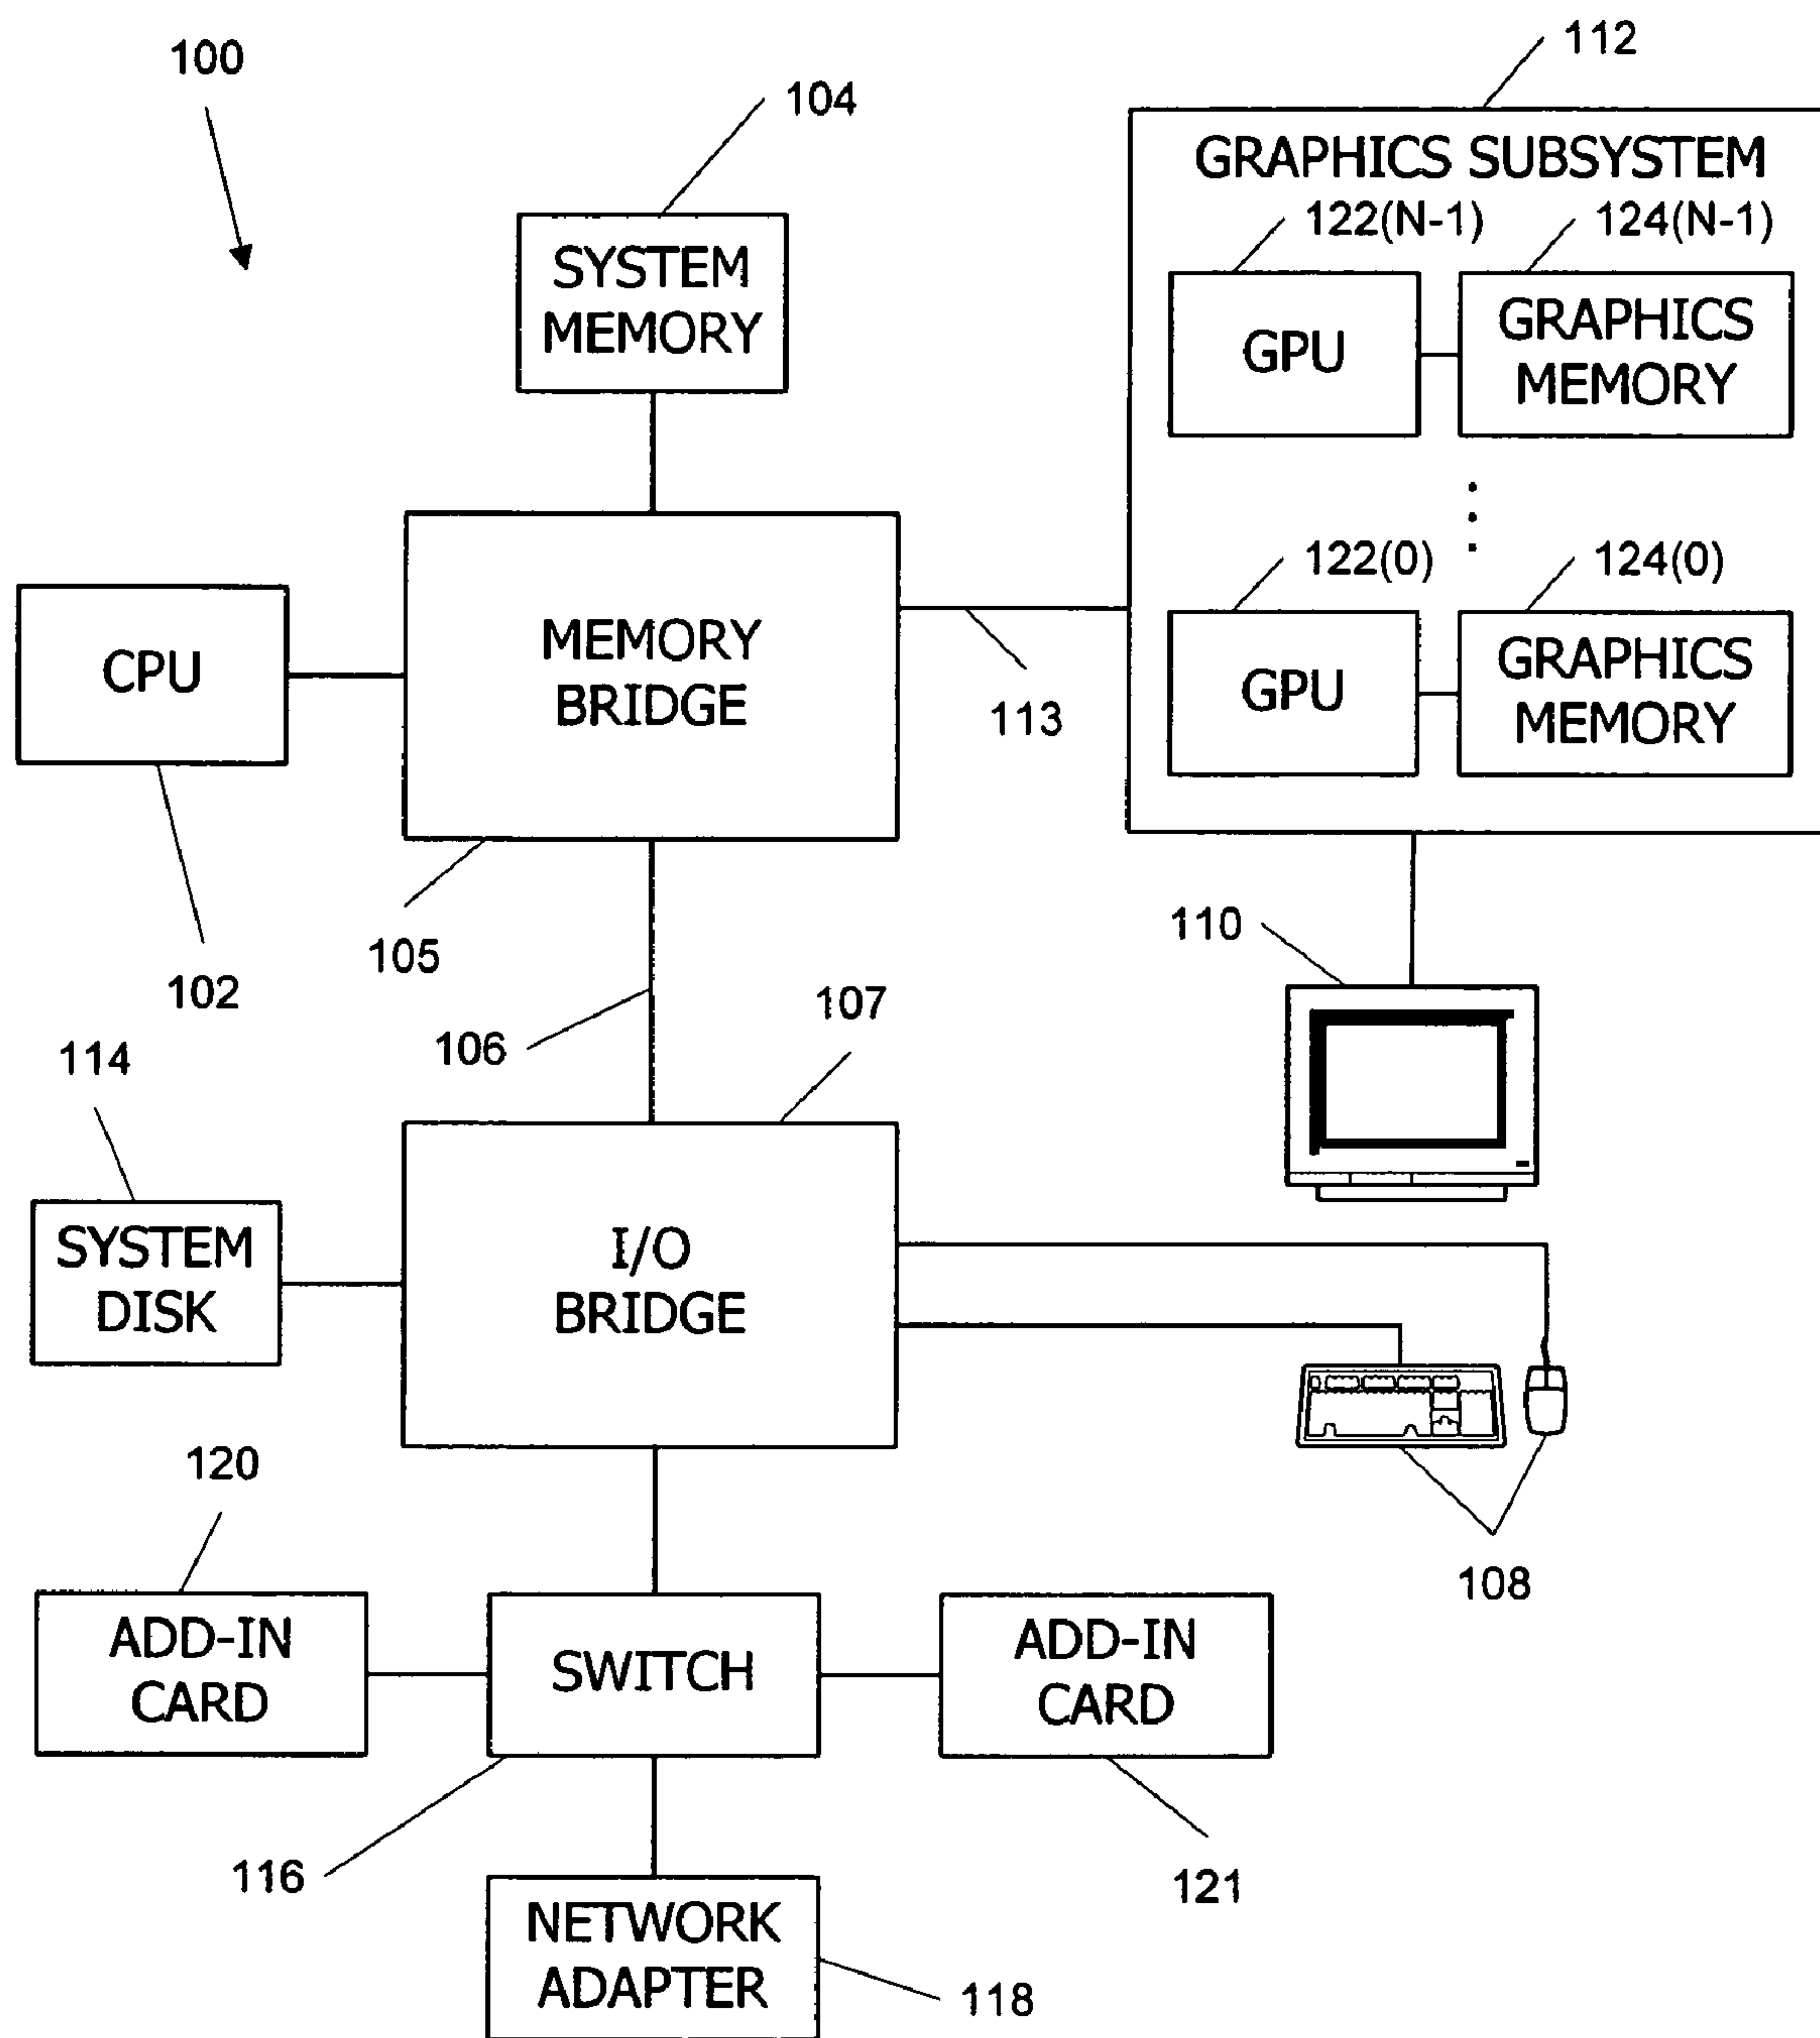 100
104
112
GRAPHICS SUBSYSTEM
122(N-1)
124(N-1)
SYSTEM
MEMORY
GPU
GRAPHICS
MEMORY
122(0)
124(0)
CPU
MEMORY
BRIDGE
GPU
GRAPHICS
MEMORY
113
102
105
110
106
107
114
SYSTEM
DISK
I/O
BRIDGE
120
108
ADD-IN
CARD
SWITCH
ADD-IN
CARD
116
121
NETWORK
ADAPTER
118